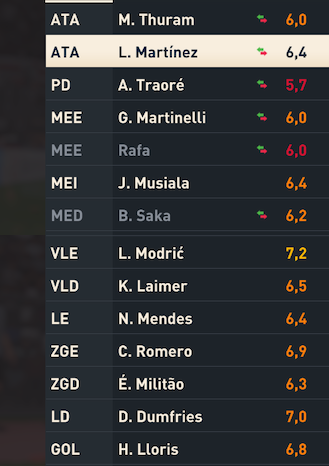 ATA M. Thuram 6,0
ATA L. Martínez 6,4
PD A. Traoré 5,7
MEE G. Martinelli 6,0
MEE Rafa 6,0
MEI J. Musiala 6,4
MED B. Saka 6,2
VLE L. Modrić 7,2
VLD K. Laimer 6,5
LE N. Mendes 6,4
ZGE C. Romero 6,9
ZGD É. Militão 6,3
LD D. Dumfries 7,0
GOL H. Lloris 6,8